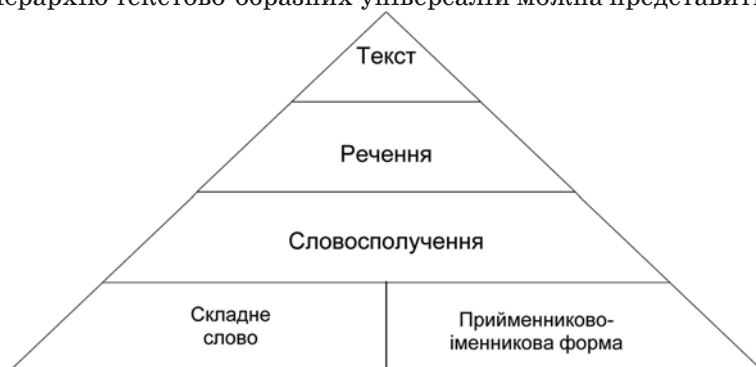 ієрархію текстово-образних універсалій можна представити
Текст
Речення
Словосполучення
Складне
слово
Прийменниково-
іменникова форма